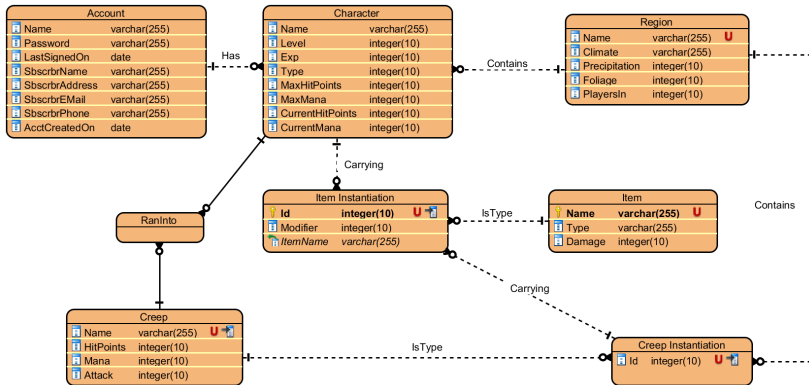 Account
Name varchar(255)
Password varchar(255)
LastSignedOn date
SbscrbrName varchar(255)
SbscrbrAddress varchar(255)
SbscrbrEMail varchar(255)
SbscrbrPhone varchar(255)
AcctCreatedOn date
Has
Character
Name varchar(255)
Level integer(10)
Exp integer(10)
Type integer(10)
MaxHitPoints integer(10)
MaxMana integer(10)
CurrentHitPoints integer(10)
CurrentMana integer(10)
Contains
Region
Name varchar(255) U
Climate varchar(255)
Precipitation integer(10)
Foliage integer(10)
PlayersIn integer(10)
Carrying
Item Instantiation
Id integer(10) U
Modifier integer(10)
ItemName varchar(255)
IsType
Item
Name varchar(255) U
Type varchar(255)
Damage integer(10)
Contains
RanInto
Carrying
Creep
Name varchar(255) U
HitPoints integer(10)
Mana integer(10)
Attack integer(10)
IsType
Creep Instantiation
Id integer(10) U